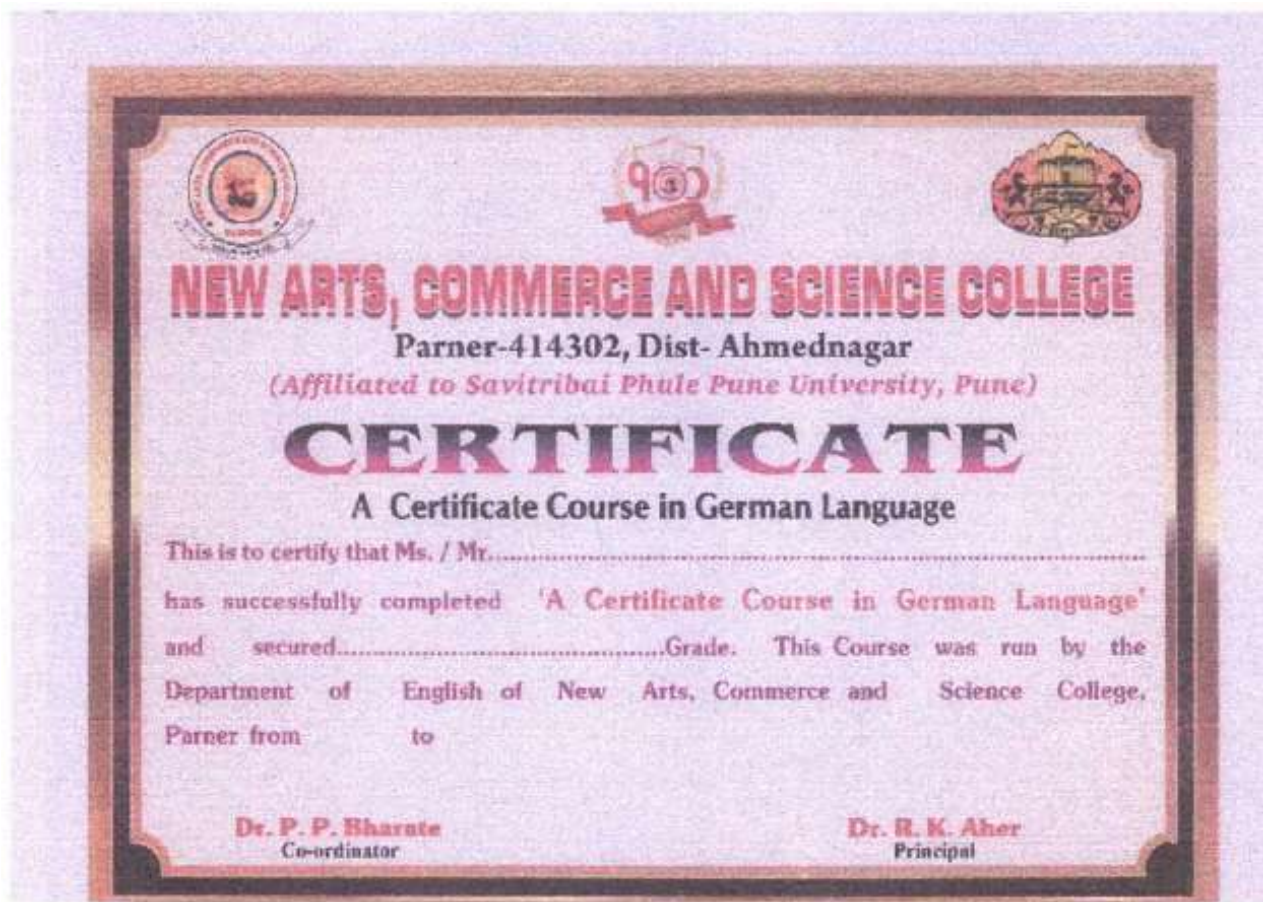 १००
NEW ARTS, COMMERCE AND SCIENCE COLLEGE
Parner-414302, Dist- Ahmednagar
(Affiliated to Savitribai Phule Pune University, Pune)
CERTIFICATE
A Certificate Course in German Language
This is to certify that Ms. / Mr..........................................................................................................
has successfully completed 'A Certificate Course in German Language'
and secured..................................................Grade. This Course was run by the
Department of English of New Arts, Commerce and Science College,
Parner from to
Dr. P. P. Bharate Dr. R. K. Aher
Co-ordinator Principal